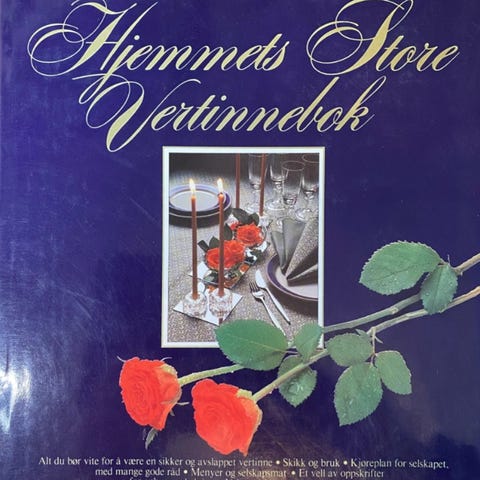 Hjemmets Store
Vertinnebok
Alt du bør vite for å være en sikker og avslappet vertinne • Skikk og bruk • Kjøreplan for selskapet,
med mange gode råd • Menyer og selskapsmat • Et vell av oppskrifter